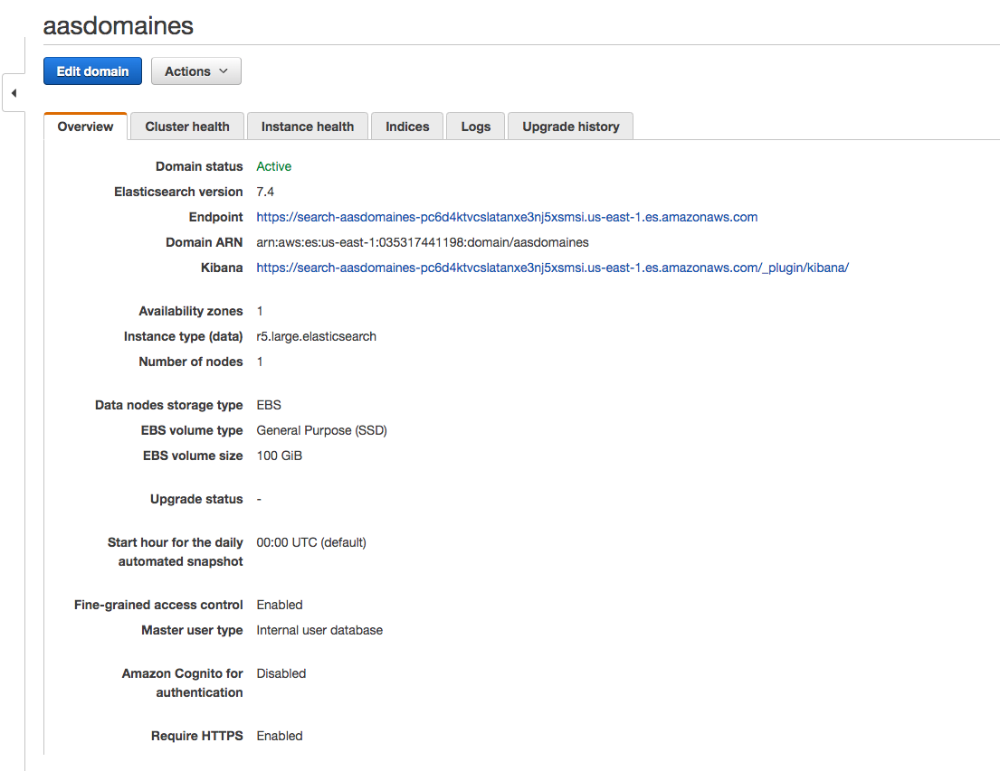 aasdomaines
Edit domain Actions
Overview Cluster health Instance health Indices Logs Upgrade history
Domain status Active
Elasticsearch version 7.4
Endpoint https://search-aasdomaines-pc6d4ktvcslatanxe3nj5xsmsi.us-east-1.es.amazonaws.com
Domain ARN arn:aws:es:us-east-1:035317441198:domain/aasdomaines
Kibana https://search-aasdomaines-pc6d4ktvcslatanxe3nj5xsmsi.us-east-1.es.amazonaws.com/_plugin/kibana/
Availability zones 1
Instance type (data) r5.large.elasticsearch
Number of nodes 1
Data nodes storage type EBS
EBS volume type General Purpose (SSD)
EBS volume size 100 GiB
Upgrade status -
Start hour for the daily 00:00 UTC (default)
automated snapshot
Fine-grained access control Enabled
Master user type Internal user database
Amazon Cognito for Disabled
authentication
Require HTTPS Enabled